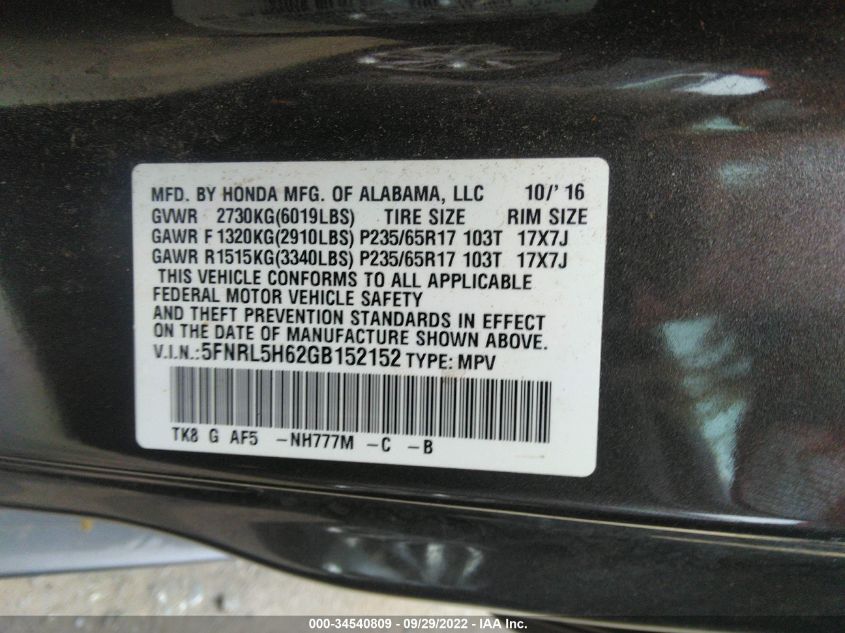 MFD. BY HONDA MFG. OF ALABAMA, LLC 10/'16
GVWR 2730KG(6019LBS) TIRE SIZE RIM SIZE
GAWR F 1320KG(2910LBS) P235/65R17 103T 17X7J
GAWR R1515KG(3340LBS) P235/65R17 103T 17X7J
THIS VEHICLE CONFORMS TO ALL APPLICABLE
FEDERAL MOTOR VEHICLE SAFETY
AND THEFT PREVENTION STANDARDS IN EFFECT
ON THE DATE OF MANUFACTURE SHOWN ABOVE.
V.I.N.:5FNRL5H62GB152152 TYPE: MPV
TK8 G AF5 -NH777M -C -B
000-34540809 - 09/29/2022 - IAA Inc.